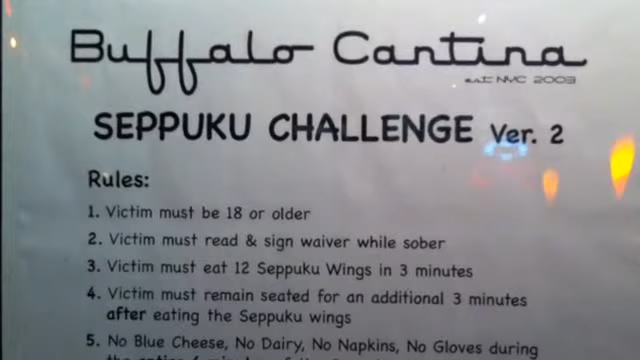 Buffalo Cantina
est NYC 2003
SEPPUKU CHALLENGE Ver. 2
Rules:
1. Victim must be 18 or older
2. Victim must read & sign waiver while sober
3. Victim must eat 12 Seppuku Wings in 3 minutes
4. Victim must remain seated for an additional 3 minutes
after eating the Seppuku wings
5. No Blue Cheese, No Dairy, No Napkins, No Gloves during